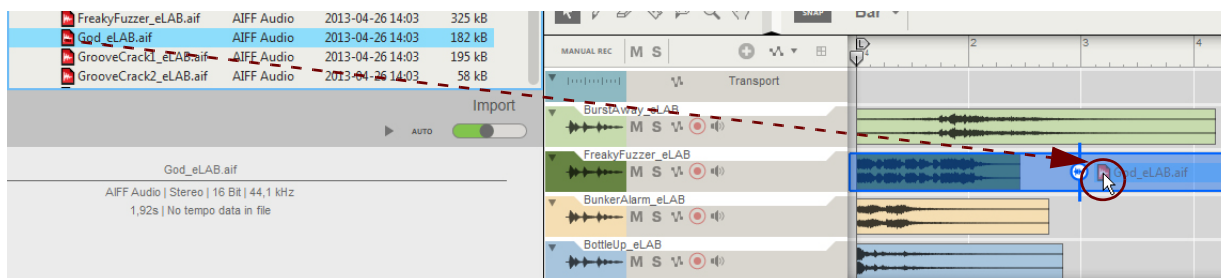 FreakyFuzzer_eLAB.aif AIFF Audio 2013-04-26 14:03 325 kB
God_eLAB.aif AIFF Audio 2013-04-26 14:03 182 kB
GrooveCrack1_eLAB.aif AIFF Audio 2013-04-26 14:03 195 kB
GrooveCrack2_eLAB.aif AIFF Audio 2013-04-26 14:03 58 kB
Import
AUTO
God_eLAB.aif
AIFF Audio | Stereo | 16 Bit | 44,1 kHz
1,92s | No tempo data in file
SNAP Bar
MANUAL REC M S
L 2 3 4
Transport
BurstAway_eLAB
M S
FreakyFuzzer_eLAB
M S
God_eLAB.aif
BunkerAlarm_eLAB
M S
BottleUp_eLAB
M S